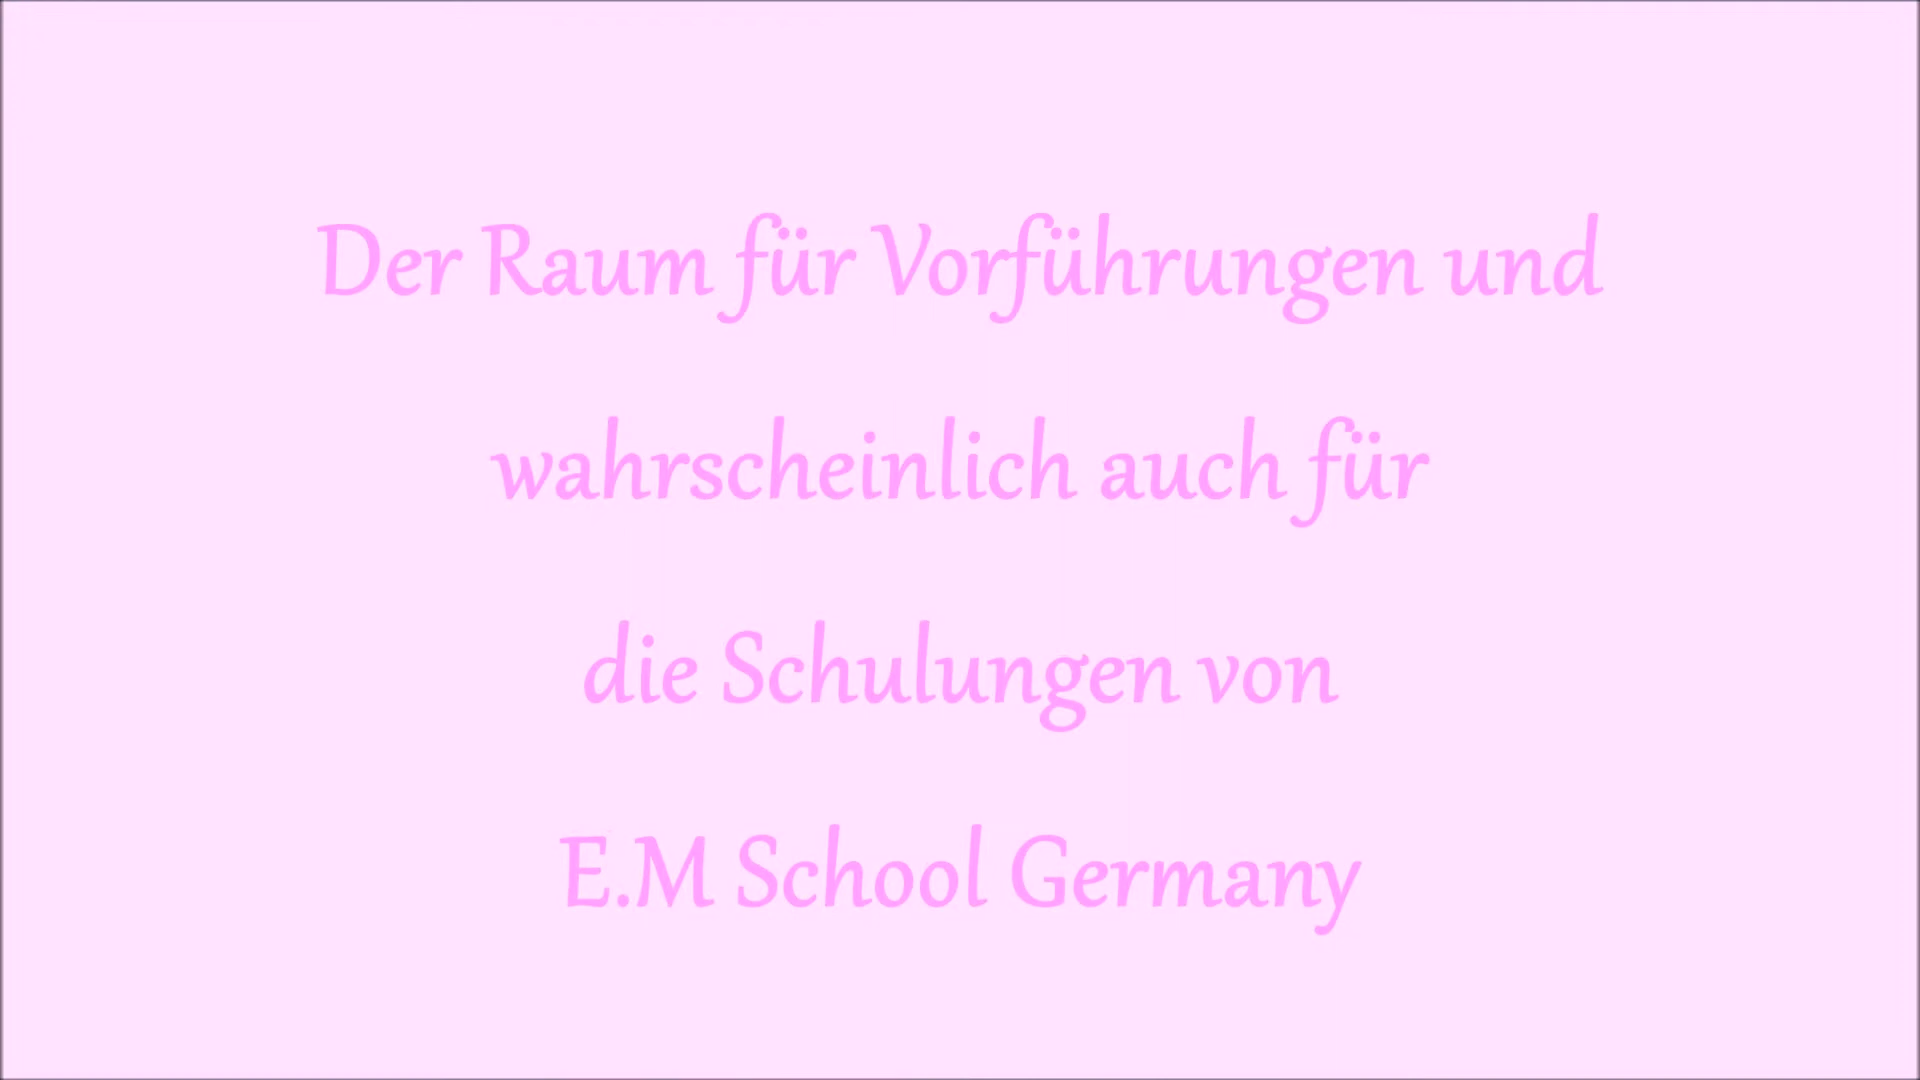 Der Raum für Vorführungen und
wahrscheinlich auch für
die Schulungen von
E.M School Germany